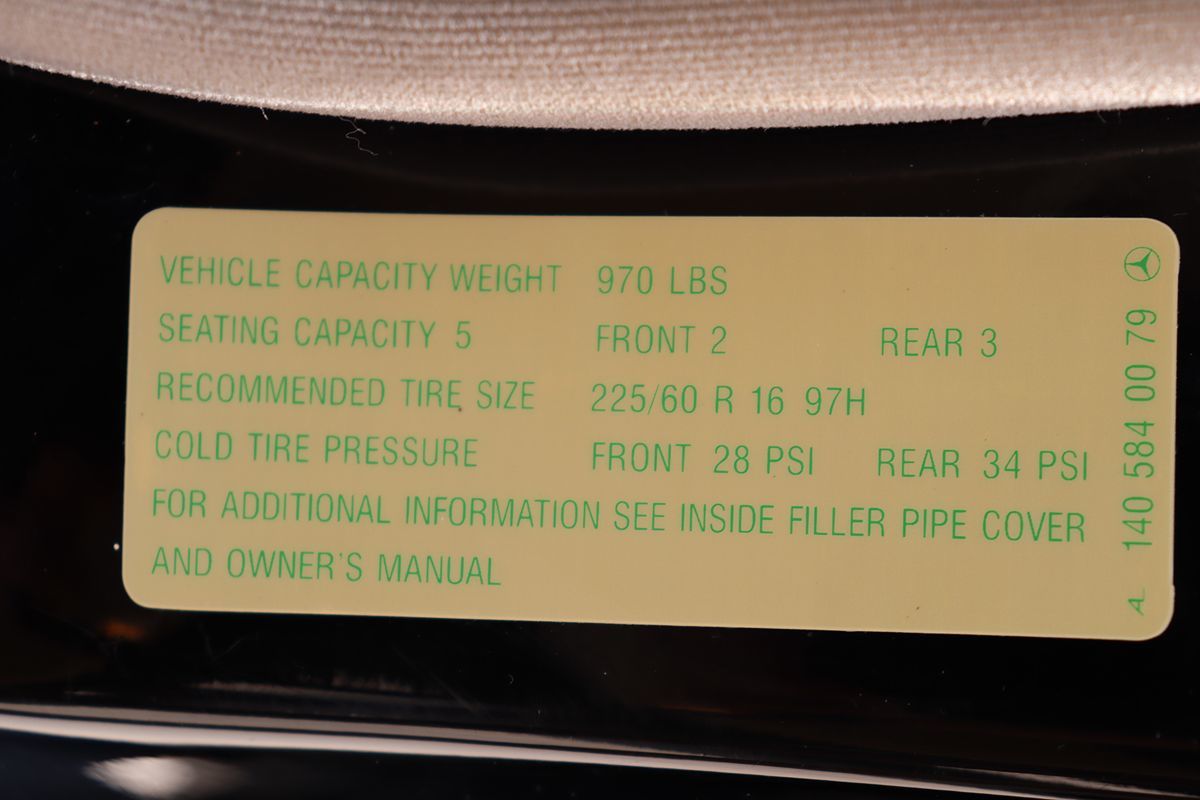 VEHICLE CAPACITY WEIGHT 970 LBS
SEATING CAPACITY 5 FRONT 2 REAR 3
RECOMMENDED TIRE SIZE 225/60 R 16 97H
COLD TIRE PRESSURE FRONT 28 PSI REAR 34 PSI
FOR ADDITIONAL INFORMATION SEE INSIDE FILLER PIPE COVER
AND OWNER'S MANUAL
A 140 584 00 79